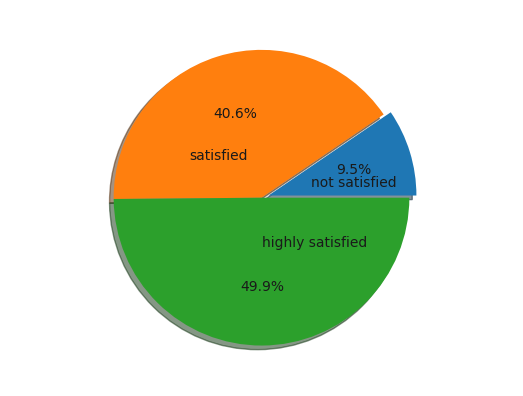 40.6%
satisfied
9.5%
not satisfied
highly satisfied
49.9%